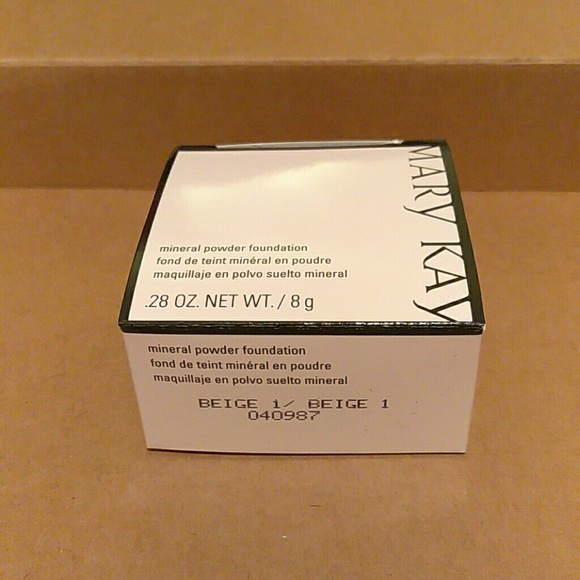 MARY KAY
mineral powder foundation
fond de teint minéral en poudre
maquillaje en polvo suelto mineral
.28 OZ. NET WT. / 8 g
mineral powder foundation
fond de teint minéral en poudre
maquillaje en polvo suelto mineral
BEIGE 1/ BEIGE 1
040987